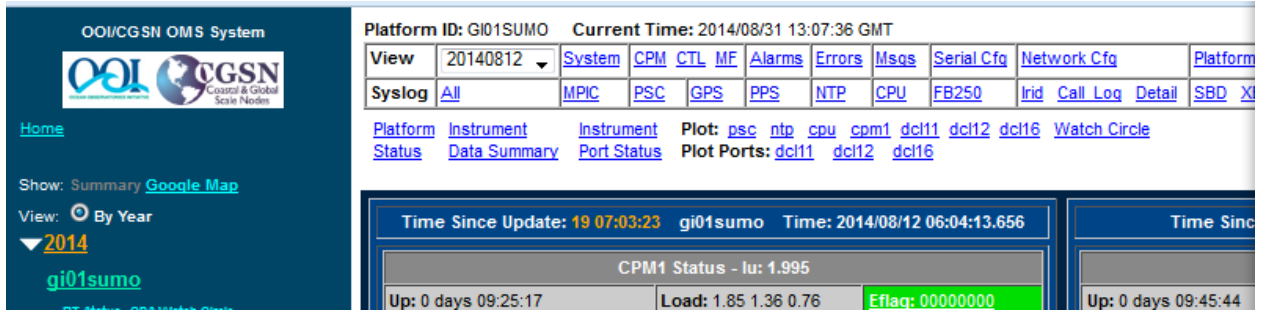 OOI/CGSN OMS System
OOI CGSN
OCEAN OBSERVATORIES INITIATIVE
Coastal & Global
Scale Nodes
Home
Show: Summary Google Map
View: By Year
2014
gi01sumo
Platform ID: GI01SUMO Current Time: 2014/08/31 13:07:36 GMT
View 20140812 System CPM CTL MF Alarms Errors Msgs Serial Cfg Network Cfg Platform
Syslog All MPIC PSC GPS PPS NTP CPU FB250 Irid Call Log Detail SBD
Platform Instrument Instrument Plot: psc ntp cpu cpm1 dcl11 dcl12 dcl16 Watch Circle
Status Data Summary Port Status Plot Ports: dcl11 dcl12 dcl16
Time Since Update: 19 07:03:23 gi01sumo Time: 2014/08/12 06:04:13.656
CPM1 Status - lu: 1.995
Up: 0 days 09:25:17 Load: 1.85 1.36 0.76 Eflag: 00000000
Time Sinc
Up: 0 days 09:45:44